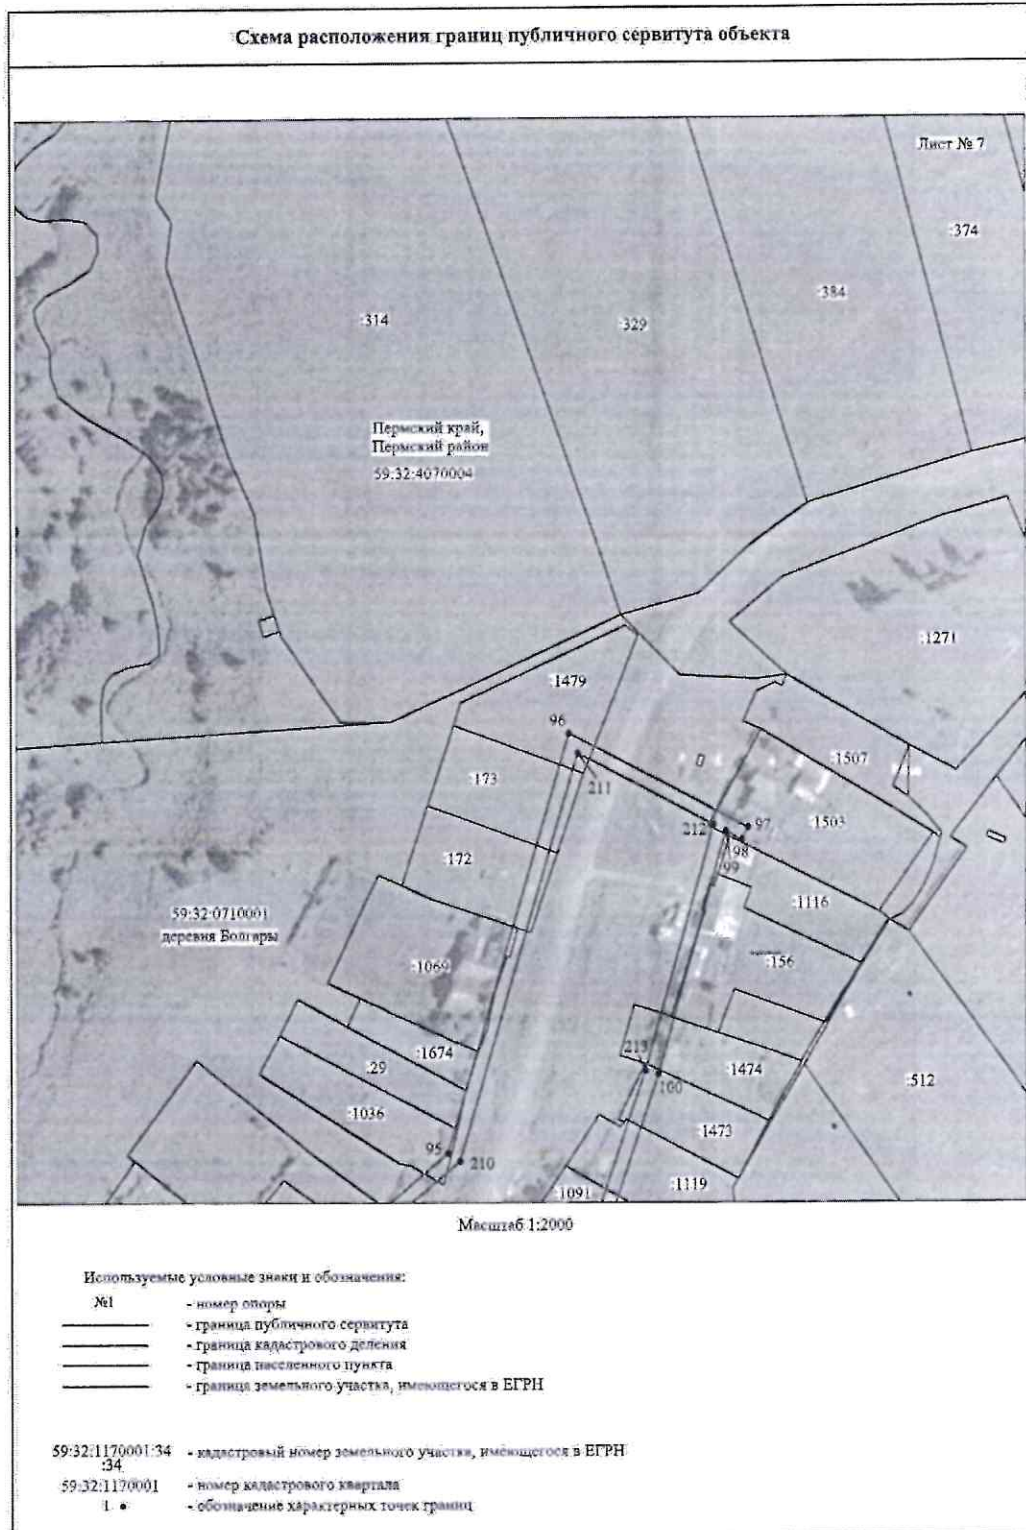 Схема расположения границ публичного сервитута объекта
Лист № 7
:374
:384
:314
:329
Пермский край,
Пермский район
59:32:4070004
:1271
:1479
96
:1507
:173
211
97
212
:1503
98
99
:172
:1116
59:32:0710001
деревня Болгары
:156
:1069
213
:1674
:29
100
:1474
:512
:1036
:1473
95
210
:1119
:1091
Масштаб 1:2000
Используемые условные знаки и обозначения:
№1 - номер опоры
- граница публичного сервитута
- граница кадастрового деления
- граница населенного пункта
- граница земельного участка, имеющегося в ЕГРН
59:32:1170001:34 - кадастровый номер земельного участка, имеющегося в ЕГРН
:34
59:32:1170001 - номер кадастрового квартала
1 - обозначение характерных точек границ